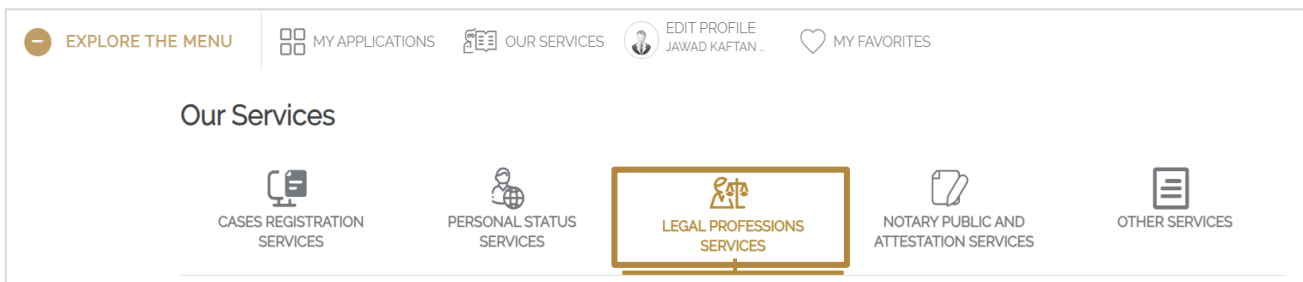 EXPLORE THE MENU
MY APPLICATIONS
OUR SERVICES
EDIT PROFILE
JAWAD KAFTAN ..
MY FAVORITES
Our Services
CASES REGISTRATION
SERVICES
PERSONAL STATUS
SERVICES
LEGAL PROFESSIONS
SERVICES
NOTARY PUBLIC AND
ATTESTATION SERVICES
OTHER SERVICES